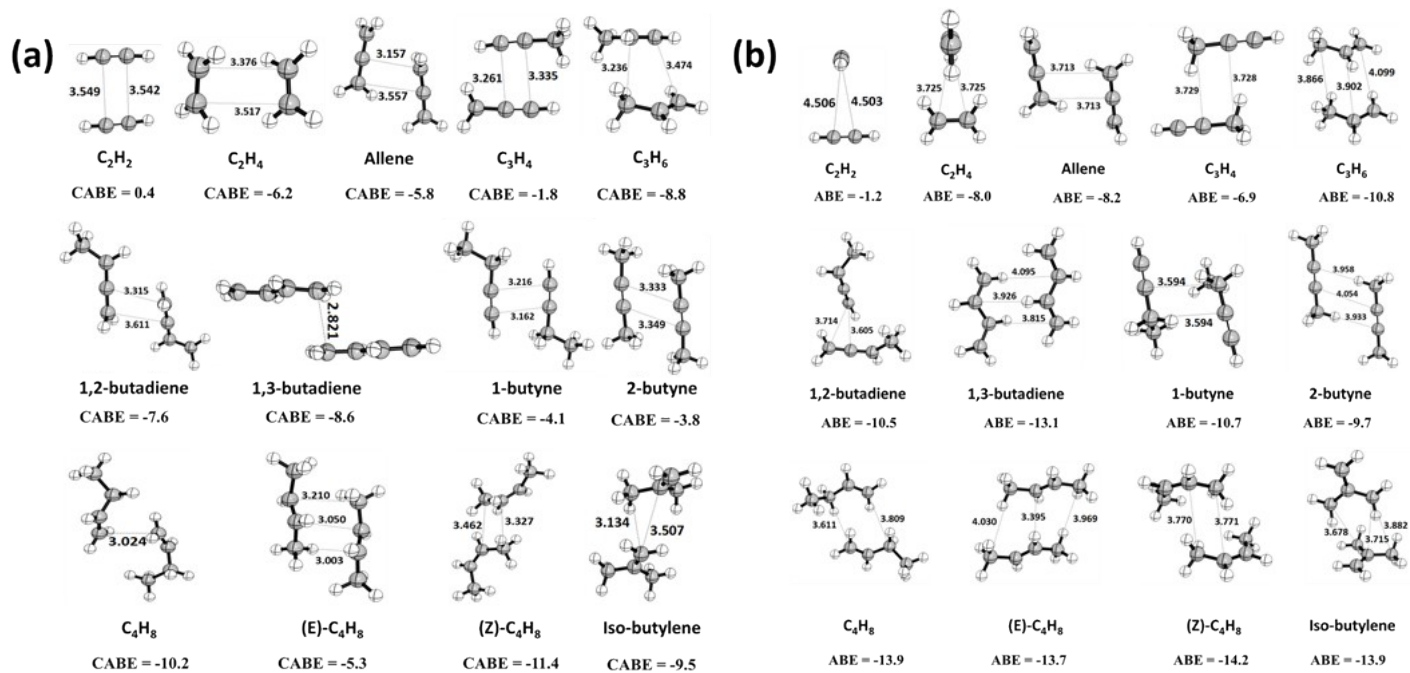 (a)
3.549 3.542
3.376
3.517
3.157
3.557
3.261 3.335
3.236 3.474
C₂H₂ C₂H₄ Allene C₃H₄ C₃H₆
CABE = 0.4 CABE = -6.2 CABE = -5.8 CABE = -1.8 CABE = -8.8
3.315
3.611
2.821
3.216
3.162
3.333
3.349
1,2-butadiene 1,3-butadiene 1-butyne 2-butyne
CABE = -7.6 CABE = -8.6 CABE = -4.1 CABE = -3.8
3.024
3.210
3.050
3.003
3.462 3.327
3.134 3.507
C₄H₈ (E)-C₄H₈ (Z)-C₄H₈ Iso-butylene
CABE = -10.2 CABE = -5.3 CABE = -11.4 CABE = -9.5
(b)
4.506 4.503
3.725 3.725
3.713
3.713
3.728
3.729
3.866 4.099
3.902
C₂H₂ C₂H₄ Allene C₃H₄ C₃H₆
ABE = -1.2 ABE = -8.0 ABE = -8.2 ABE = -6.9 ABE = -10.8
3.714 3.605
4.095
3.926
3.815
3.594
3.594
3.958
4.054
3.933
1,2-butadiene 1,3-butadiene 1-butyne 2-butyne
ABE = -10.5 ABE = -13.1 ABE = -10.7 ABE = -9.7
3.611 3.809
4.030 3.395 3.969
3.770 3.771
3.678 3.715 3.882
C₄H₈ (E)-C₄H₈ (Z)-C₄H₈ Iso-butylene
ABE = -13.9 ABE = -13.7 ABE = -14.2 ABE = -13.9